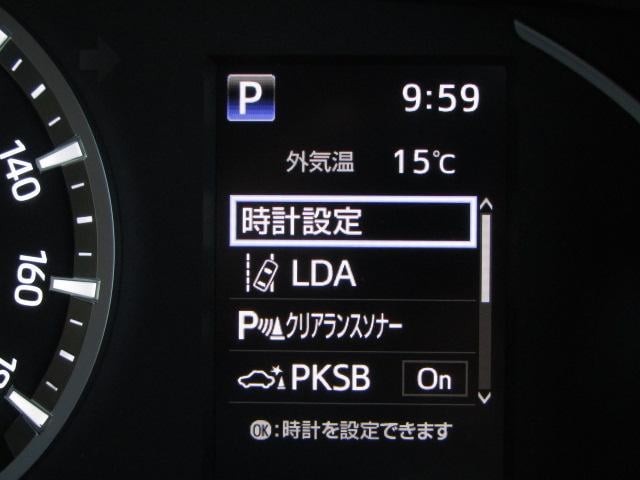 P 9:59
外気温 15℃
時計設定
LDA
Pクリアランスソナー
PKSB On
OK:時計を設定できます
140
160